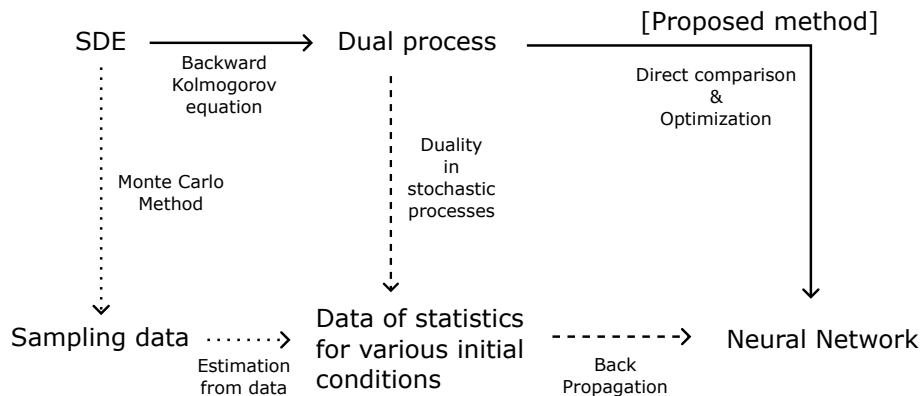 [Proposed method]
SDE
Dual process
Backward
Kolmogorov
equation
Direct comparison
&
Optimization
Duality
in
stochastic
processes
Monte Carlo
Method
Sampling data
Data of statistics
for various initial
conditions
Neural Network
Estimation
from data
Back
Propagation